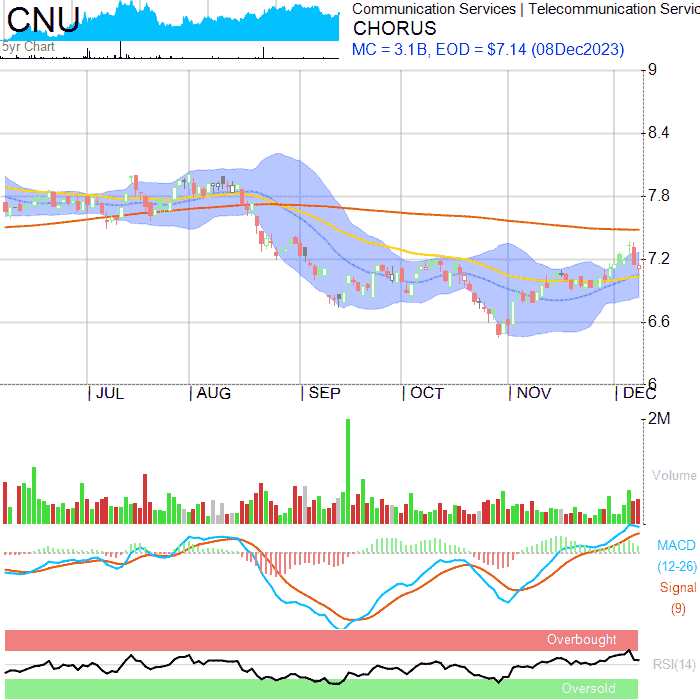 CNU
5yr Chart
Communication Services | Telecommunication Servic
CHORUS
MC = 3.1B, EOD = $7.14 (08Dec2023)
9
8.4
7.8
7.2
6.6
6
| JUL | AUG | SEP | OCT | NOV | DEC
2M
Volume
MACD
(12-26)
Signal
(9)
Overbought
RSI(14)
Oversold